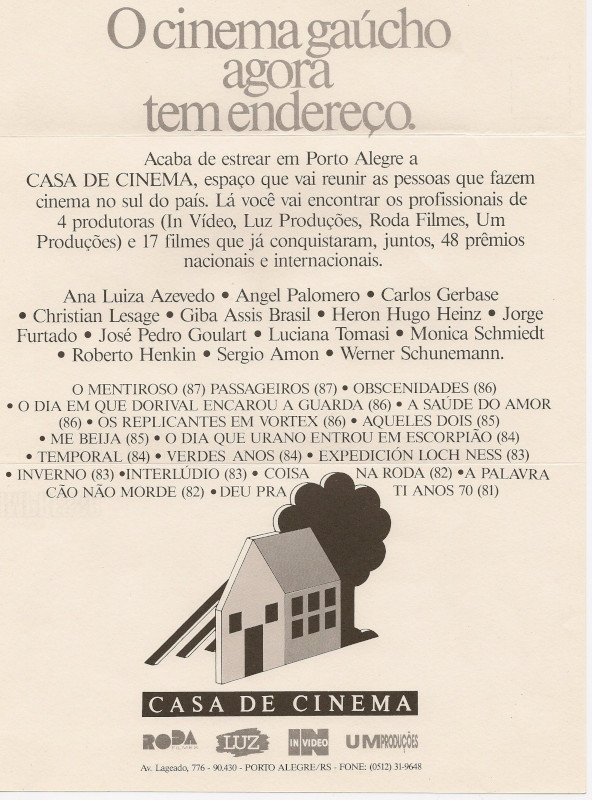 O cinema gaúcho
agora
tem endereço.
Acaba de estrear em Porto Alegre a
CASA DE CINEMA, espaço que vai reunir as pessoas que fazem
cinema no sul do país. Lá você vai encontrar os profissionais de
4 produtoras (In Vídeo, Luz Produções, Roda Filmes, Um
Produções) e 17 filmes que já conquistaram, juntos, 48 prêmios
nacionais e internacionais.
Ana Luiza Azevedo • Angel Palomero • Carlos Gerbase
• Christian Lesage • Giba Assis Brasil • Heron Hugo Heinz • Jorge
Furtado • José Pedro Goulart • Luciana Tomasi • Monica Schmiedt
• Roberto Henkin • Sergio Amon • Werner Schunemann.
O MENTIROSO (87) PASSAGEIROS (87) • OBSCENIDADES (86)
• O DIA EM QUE DORIVAL ENCAROU A GUARDA (86) • A SAÚDE DO AMOR
(86) • OS REPLICANTES EM VORTEX (86) • AQUELES DOIS (85)
• ME BEIJA (85) • O DIA QUE URANO ENTROU EM ESCORPIÃO (84)
• TEMPORAL (84) • VERDES ANOS (84) • EXPEDICIÓN LOCH NESS (83)
• INVERNO (83) •INTERLÚDIO (83) • COISA NA RODA (82) •A PALAVRA
CÃO NÃO MORDE (82) •DEU PRA TI ANOS 70 (81)
CASA DE CINEMA
RODA FILMES LUZ IN VIDEO UM PRODUÇÕES
Av. Lageado, 776 - 90.430 - PORTO ALEGRE/RS - FONE: (0512) 31-9648